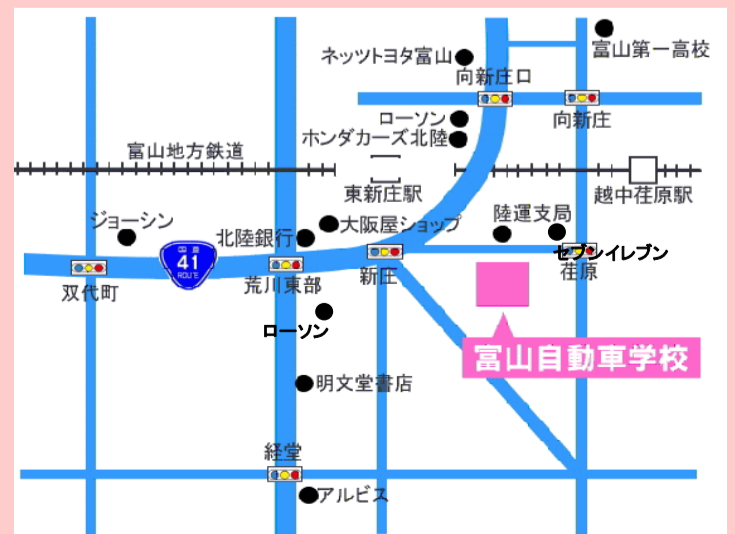 富山第一高校
ネッツトヨタ富山
向新庄口
ローソン
向新庄
ホンダカーズ北陸
富山地方鉄道
東新庄駅
越中荏原駅
ジョーシン
大阪屋ショップ
陸運支局
北陸銀行
セブンイレブン
国道
41
ROUTE
新庄
荏原
荒川東部
双代町
ローソン
富山自動車学校
明文堂書店
経堂
アルビス